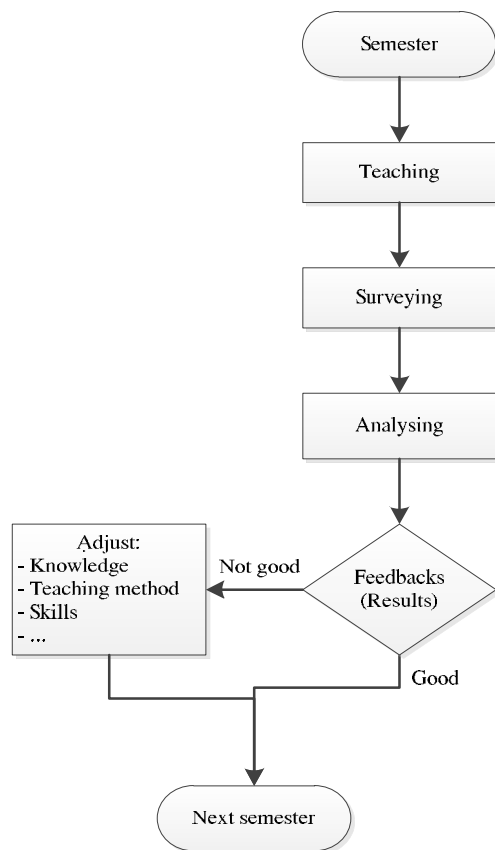 Semester
Teaching
Surveying
Analysing
Feedbacks
(Results)
Not good
Adjust:
- Knowledge
- Teaching method
- Skills
- ...
Good
Next semester